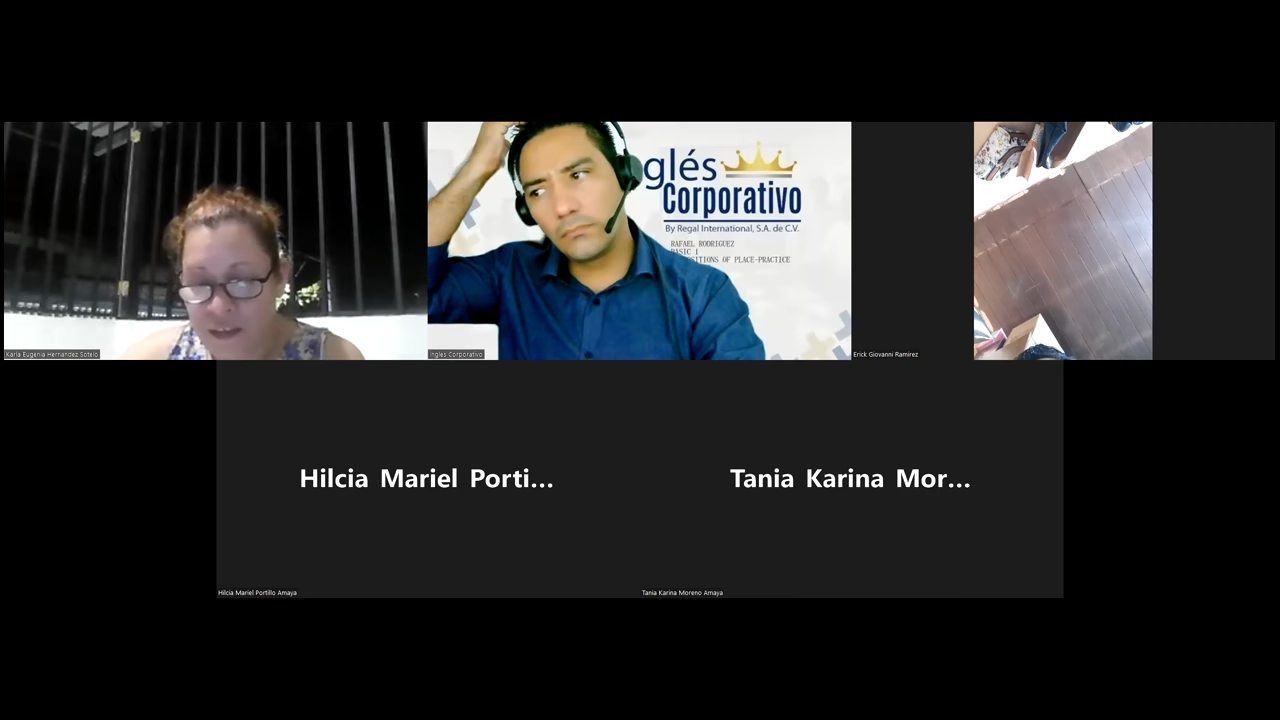 glés
Corporativo
By Regal International, S.A. de C.V.
RAFAEL RODRIGUEZ
BASIC 1
ITIONS OF PLACE-PRACTICE
Karla Eugenia Hernandez Sotelo
Ingles Corporativo
Erick Giovanni Ramirez
Hilcia Mariel Porti...
Tania Karina Mor...
Hilcia Mariel Portillo Amaya
Tania Karina Moreno Amaya